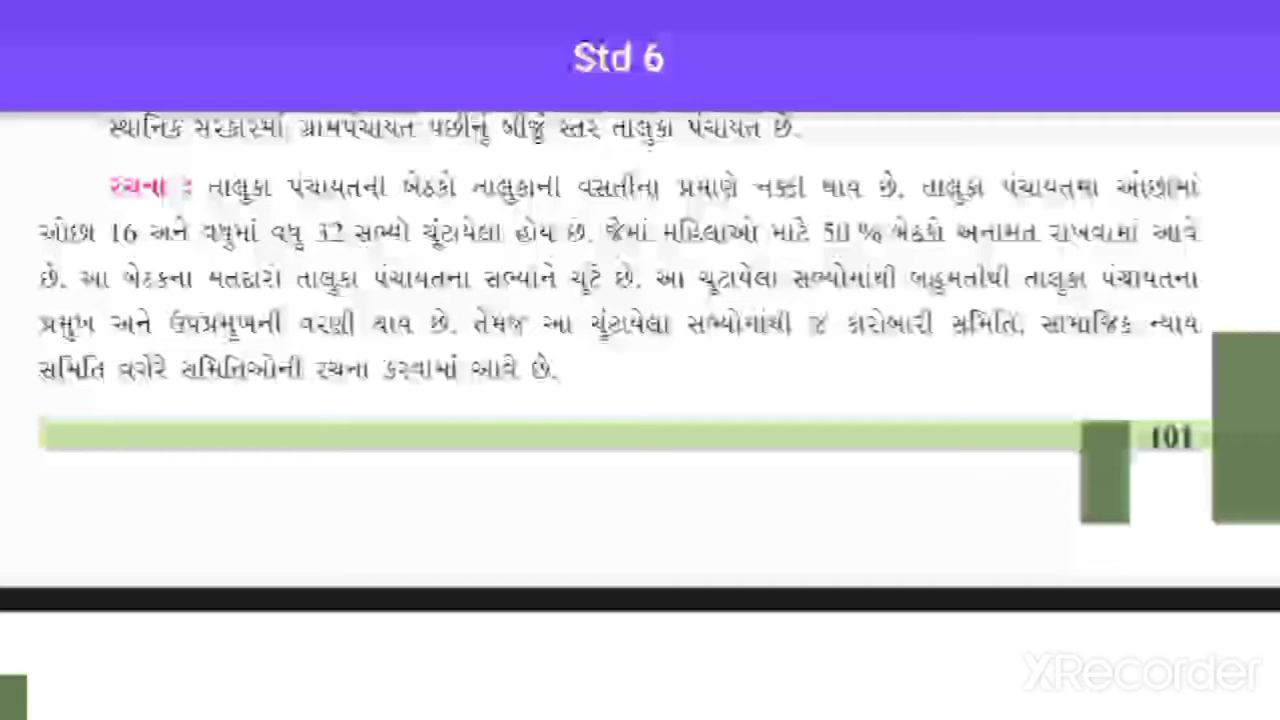 Std 6
સ્થાનિક સરકારમાં ગ્રામપંચાયત પછીનું બીજું સ્તર તાલુકા પંચાયત છે.
રચના : તાલુકા પંચાયતની બેઠકો તાલુકાની વસતીના પ્રમાણે નક્કી થાય છે. તાલુકા પંચાયતમાં ઓછામાં
ઓછા 16 અને વધુમાં વધુ 32 સભ્યો ચૂંટાયેલા હોય છે. જેમાં મહિલાઓ માટે 50 % બેઠકો અનામત રાખવામાં આવે
છે. આ બેઠકના મતદારો તાલુકા પંચાયતના સભ્યોને ચૂંટે છે. આ ચૂંટાયેલા સભ્યોમાંથી બહુમતીથી તાલુકા પંચાયતના
પ્રમુખ અને ઉપપ્રમુખની વરણી થાય છે. તેમજ આ ચૂંટાયેલા સભ્યોમાંથી જ કારોબારી સમિતિ, સામાજિક ન્યાય
સમિતિ વગેરે સમિતિઓની રચના કરવામાં આવે છે.
101
XRecorder